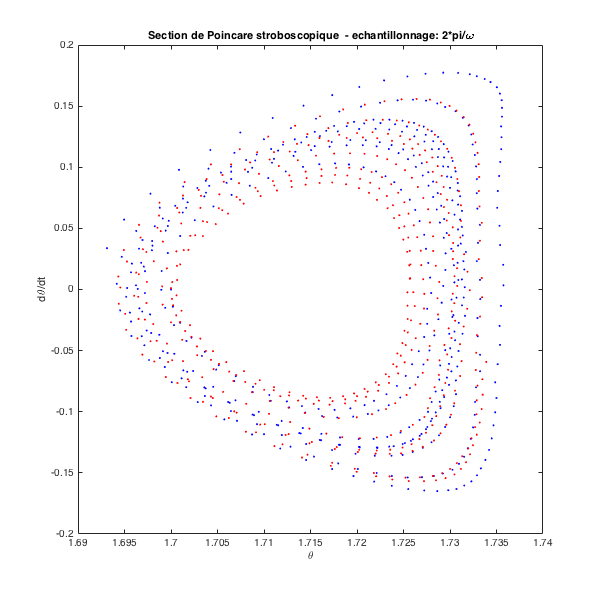 Section de Poincare stroboscopique - echantillonnage: 2*pi/ω
0.2
0.15
0.1
0.05
0
-0.05
-0.1
-0.15
-0.2
dθ/dt
1.69 1.695 1.7 1.705 1.71 1.715 1.72 1.725 1.73 1.735 1.74
θ